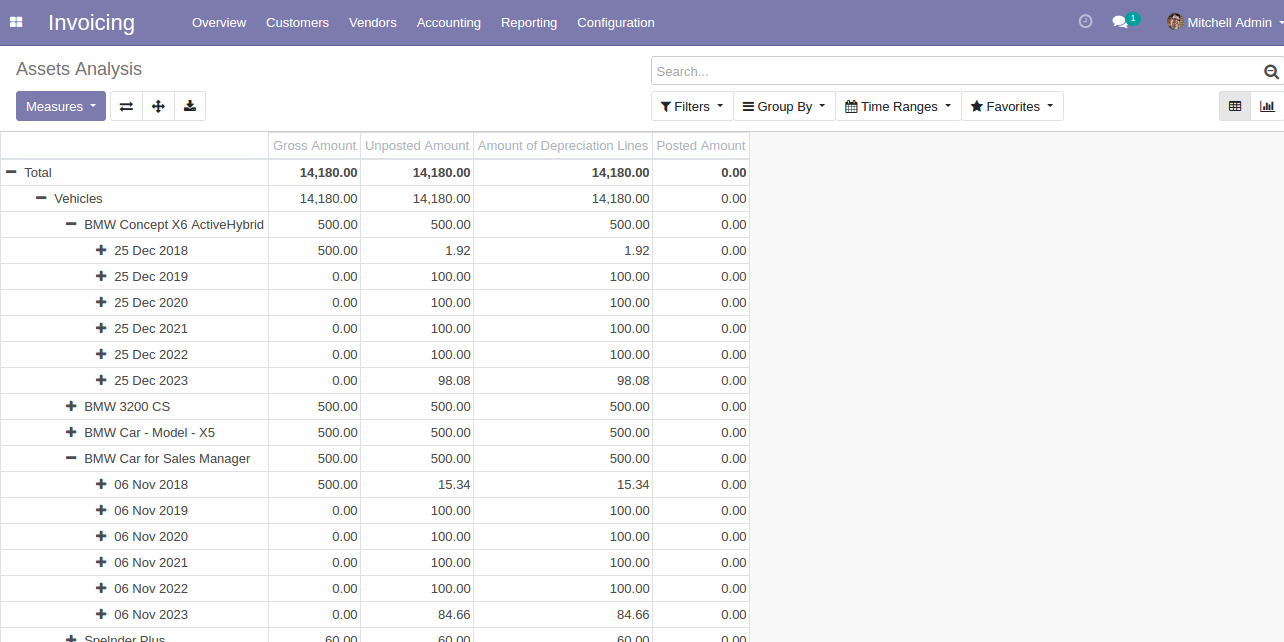 Invoicing Overview Customers Vendors Accounting Reporting Configuration 1 Mitchell Admin
Assets Analysis
Search...
Measures Filters Group By Time Ranges Favorites
Gross Amount Unposted Amount Amount of Depreciation Lines Posted Amount
Total 14,180.00 14,180.00 14,180.00 0.00
Vehicles 14,180.00 14,180.00 14,180.00 0.00
BMW Concept X6 ActiveHybrid 500.00 500.00 500.00 0.00
25 Dec 2018 500.00 1.92 1.92 0.00
25 Dec 2019 0.00 100.00 100.00 0.00
25 Dec 2020 0.00 100.00 100.00 0.00
25 Dec 2021 0.00 100.00 100.00 0.00
25 Dec 2022 0.00 100.00 100.00 0.00
25 Dec 2023 0.00 98.08 98.08 0.00
BMW 3200 CS 500.00 500.00 500.00 0.00
BMW Car - Model - X5 500.00 500.00 500.00 0.00
BMW Car for Sales Manager 500.00 500.00 500.00 0.00
06 Nov 2018 500.00 15.34 15.34 0.00
06 Nov 2019 0.00 100.00 100.00 0.00
06 Nov 2020 0.00 100.00 100.00 0.00
06 Nov 2021 0.00 100.00 100.00 0.00
06 Nov 2022 0.00 100.00 100.00 0.00
06 Nov 2023 0.00 84.66 84.66 0.00
Spelnder Plus 60.00 60.00 60.00 0.00